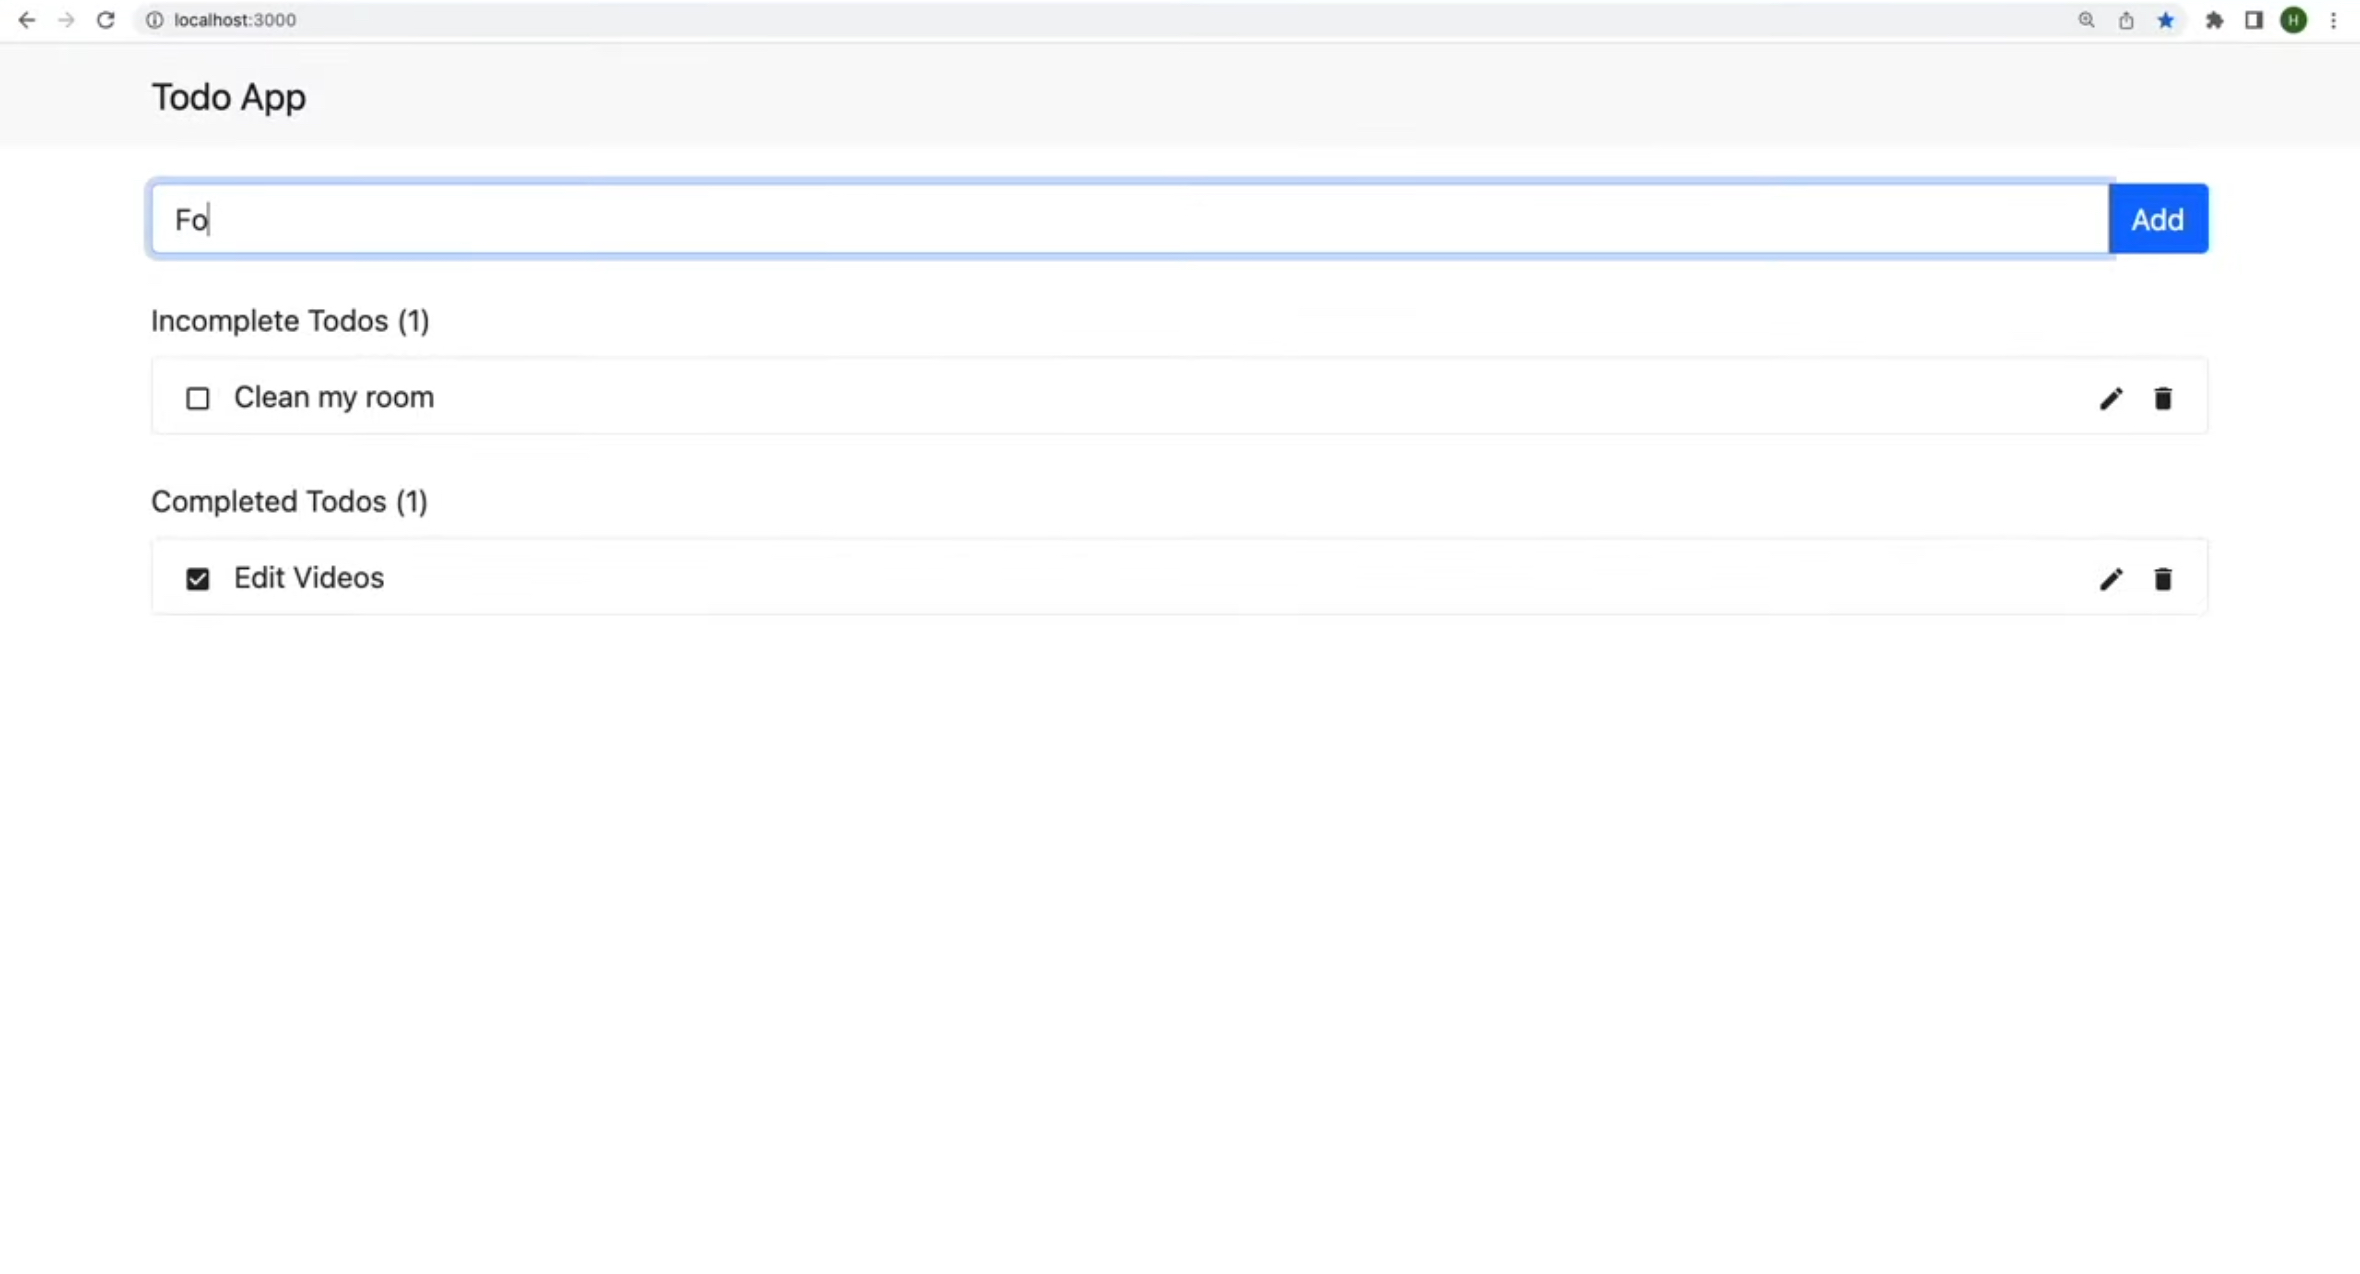 localhost:3000
H
Todo App
Fo
Add
Incomplete Todos (1)
Clean my room
Completed Todos (1)
Edit Videos